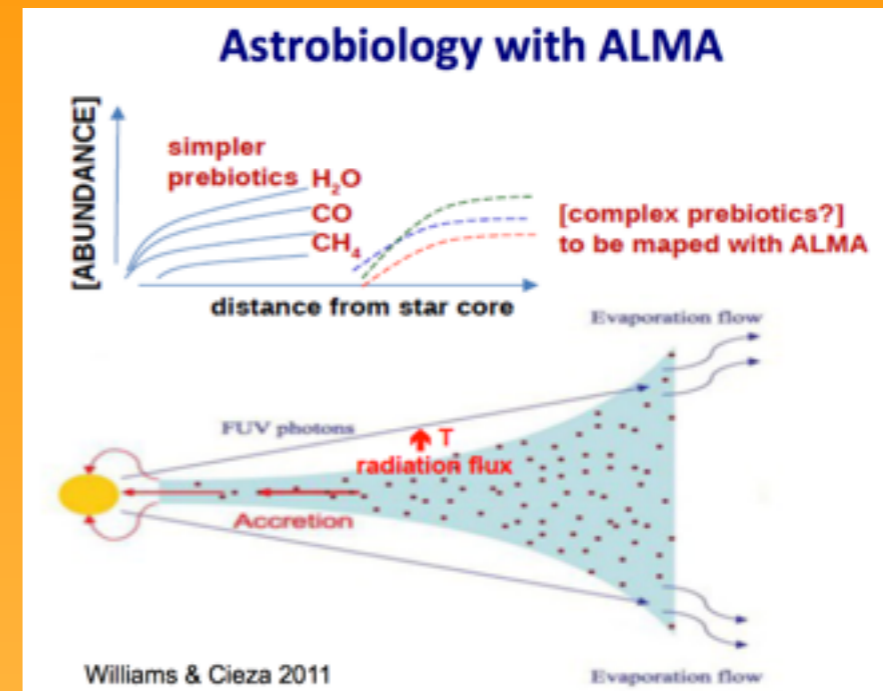 Astrobiology with ALMA
[ABUNDANCE]
simpler
prebiotics H₂O
CO
CH₄
[complex prebiotics?]
to be maped with ALMA
distance from star core
Evaporation flow
FUV photons
T
radiation flux
Accretion
Williams & Cieza 2011
Evaporation flow